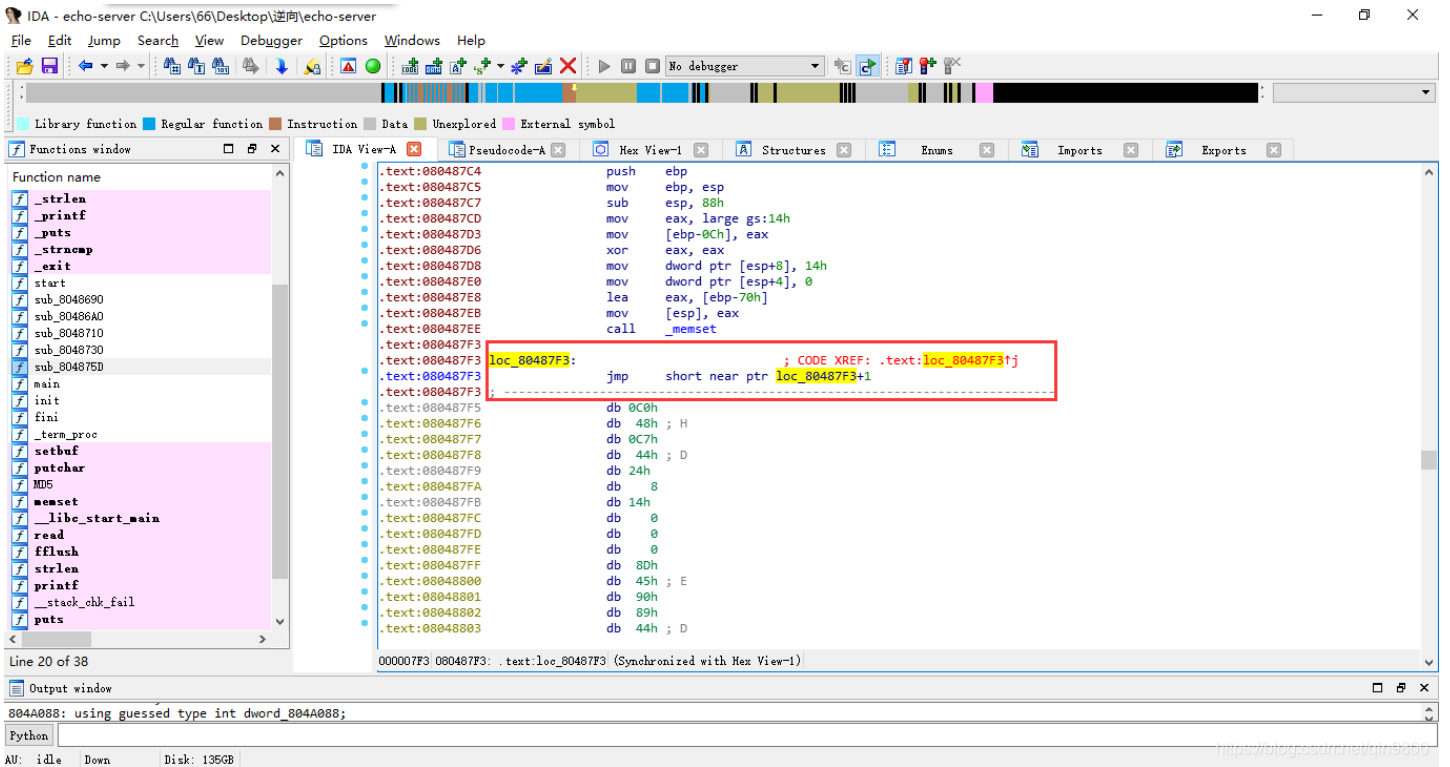 IDA - echo-server C:\Users\66\Desktop\逆向\echo-server
File Edit Jump Search View Debugger Options Windows Help
No debugger
Library function Regular function Instruction Data Unexplored External symbol
Functions window
IDA View-A Pseudocode-A Hex View-1 Structures Enums Imports Exports
Function name
_strlen
_printf
_puts
_strncmp
_exit
start
sub_8048690
sub_80486A0
sub_8048710
sub_8048730
sub_804875D
main
init
fini
_term_proc
setbuf
putchar
MD5
memset
__libc_start_main
read
fflush
strlen
printf
__stack_chk_fail
puts
Line 20 of 38
.text:080487C4 push ebp
.text:080487C5 mov ebp, esp
.text:080487C7 sub esp, 88h
.text:080487CD mov eax, large gs:14h
.text:080487D3 mov [ebp-0Ch], eax
.text:080487D6 xor eax, eax
.text:080487D8 mov dword ptr [esp+8], 14h
.text:080487E0 mov dword ptr [esp+4], 0
.text:080487E8 lea eax, [ebp-70h]
.text:080487EB mov [esp], eax
.text:080487EE call _memset
.text:080487F3
.text:080487F3 loc_80487F3: ; CODE XREF: .text:loc_80487F3↑j
.text:080487F3 jmp short near ptr loc_80487F3+1
.text:080487F3 ; ---------------------------------------------------------------------------
.text:080487F5 db 0C0h
.text:080487F6 db 48h ; H
.text:080487F7 db 0C7h
.text:080487F8 db 44h ; D
.text:080487F9 db 24h
.text:080487FA db 8
.text:080487FB db 14h
.text:080487FC db 0
.text:080487FD db 0
.text:080487FE db 0
.text:080487FF db 8Dh
.text:08048800 db 45h ; E
.text:08048801 db 90h
.text:08048802 db 89h
.text:08048803 db 44h ; D
000007F3 080487F3: .text:loc_80487F3 (Synchronized with Hex View-1)
Output window
804A088: using guessed type int dword_804A088;
Python
AU: idle Down Disk: 135GB
https://blog.csdn.net/qin9800